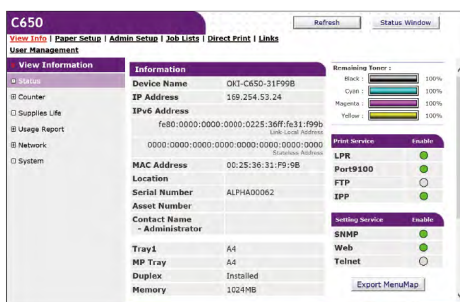 C650
Refresh
Status Window
View Info | Paper Setup | Admin Setup | Job Lists | Direct Print | Links
User Management
View Information
Status
Counter
Supplies Life
Usage Report
Network
System
Information
Device Name OKI-C650-31F99B
IP Address 169.254.53.24
IPv6 Address
fe80:0000:0000:0000:0225:36ff:fe31:f99b
Link-Local Address
0000:0000:0000:0000:0000:0000:0000:0000
Stateless Address
MAC Address 00:25:36:31:F9:9B
Location
Serial Number ALPHA00062
Asset Number
Contact Name
- Administrator
Tray1 A4
MP Tray A4
Duplex Installed
Memory 1024MB
Remaining Toner :
Black : 100%
Cyan : 100%
Magenta : 100%
Yellow : 100%
Print Service Enable
LPR
Port9100
FTP
IPP
Setting Service Enable
SNMP
Web
Telnet
Export MenuMap